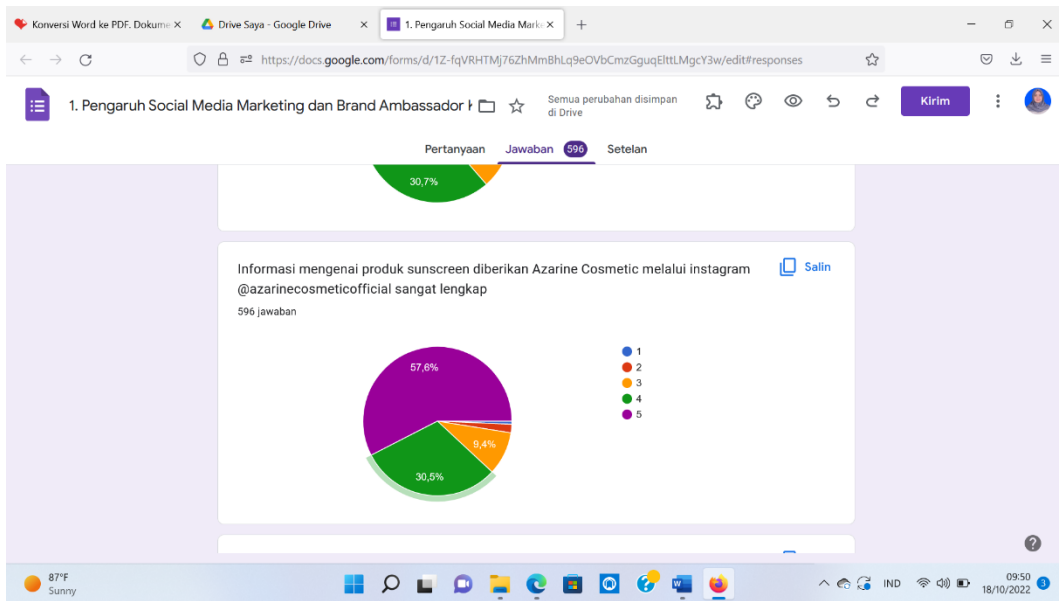 Konversi Word ke PDF. Dokume
Drive Saya - Google Drive
1. Pengaruh Social Media Marke
https://docs.google.com/forms/d/1Z-fqVRHTMj76ZhMmBhLq9eOVbCmzGguqElttLMgcY3w/edit#responses
1. Pengaruh Social Media Marketing dan Brand Ambassador
Semua perubahan disimpan
di Drive
Kirim
Pertanyaan
Jawaban 596
Setelan
30,7%
Informasi mengenai produk sunscreen diberikan Azarine Cosmetic melalui instagram
@azarinecosmeticofficial sangat lengkap
Salin
596 jawaban
57,6%
9,4%
30,5%
1
2
3
4
5
87°F
Sunny
IND
09:50
18/10/2022
3